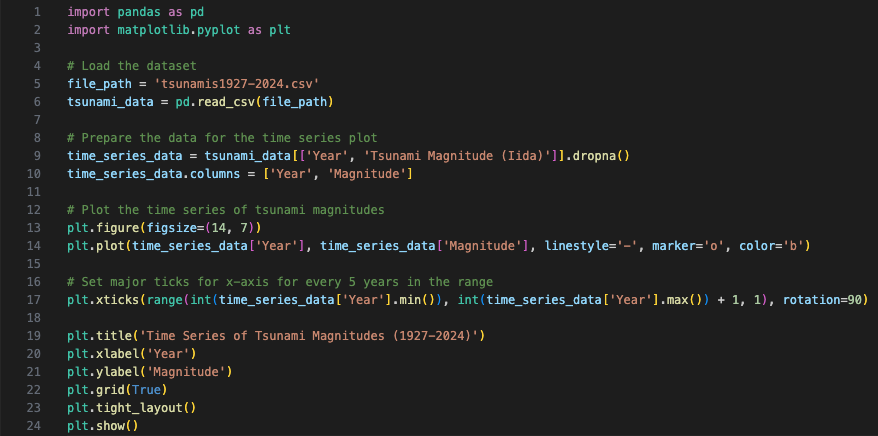 1 import pandas as pd
2 import matplotlib.pyplot as plt
3
4 # Load the dataset
5 file_path = 'tsunamis1927-2024.csv'
6 tsunami_data = pd.read_csv(file_path)
7
8 # Prepare the data for the time series plot
9 time_series_data = tsunami_data[['Year', 'Tsunami Magnitude (Iida)']].dropna()
10 time_series_data.columns = ['Year', 'Magnitude']
11
12 # Plot the time series of tsunami magnitudes
13 plt.figure(figsize=(14, 7))
14 plt.plot(time_series_data['Year'], time_series_data['Magnitude'], linestyle='-', marker='o', color='b')
15
16 # Set major ticks for x-axis for every 5 years in the range
17 plt.xticks(range(int(time_series_data['Year'].min()), int(time_series_data['Year'].max()) + 1, 1), rotation=90)
18
19 plt.title('Time Series of Tsunami Magnitudes (1927-2024)')
20 plt.xlabel('Year')
21 plt.ylabel('Magnitude')
22 plt.grid(True)
23 plt.tight_layout()
24 plt.show()